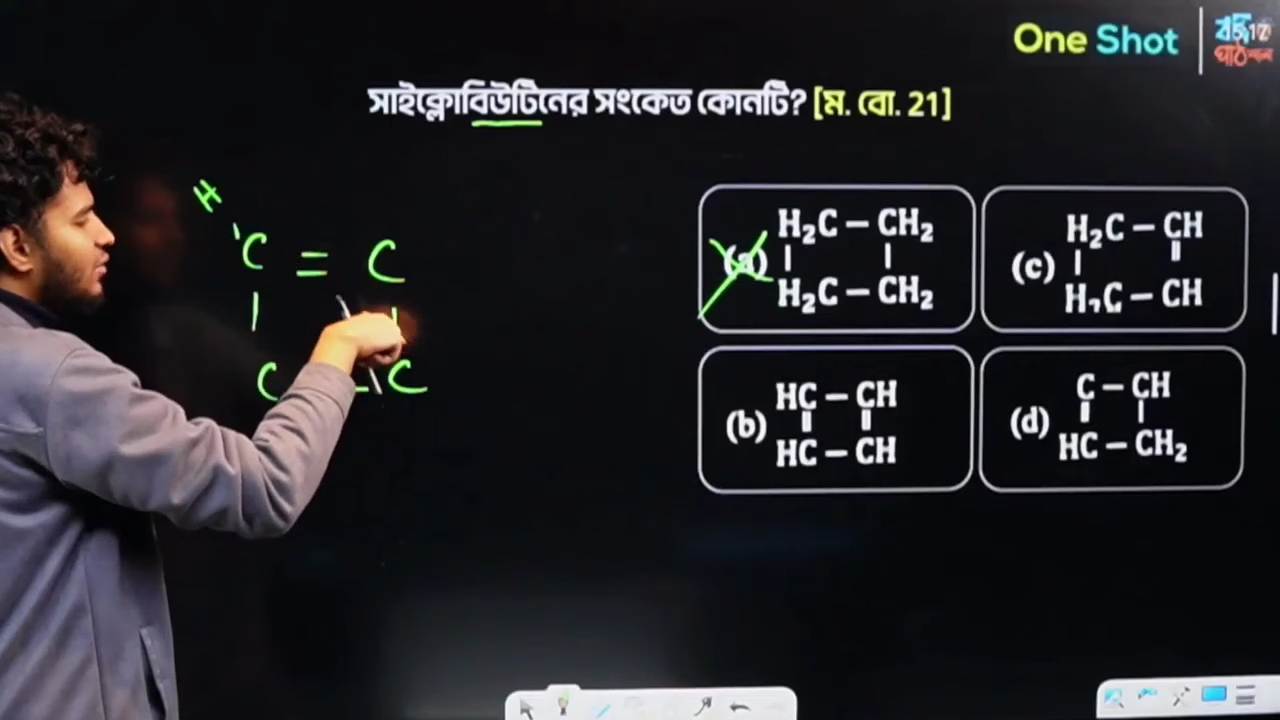 One Shot
সাইক্লোবিউটিনের সংকেত কোনটি? [ম. বো. 21]
H
C = C
C C
(a) H₂C – CH₂
H₂C – CH₂
(c) H₂C – CH
H₂C – CH
(b) HC – CH
HC – CH
(d) C – CH
HC – CH₂